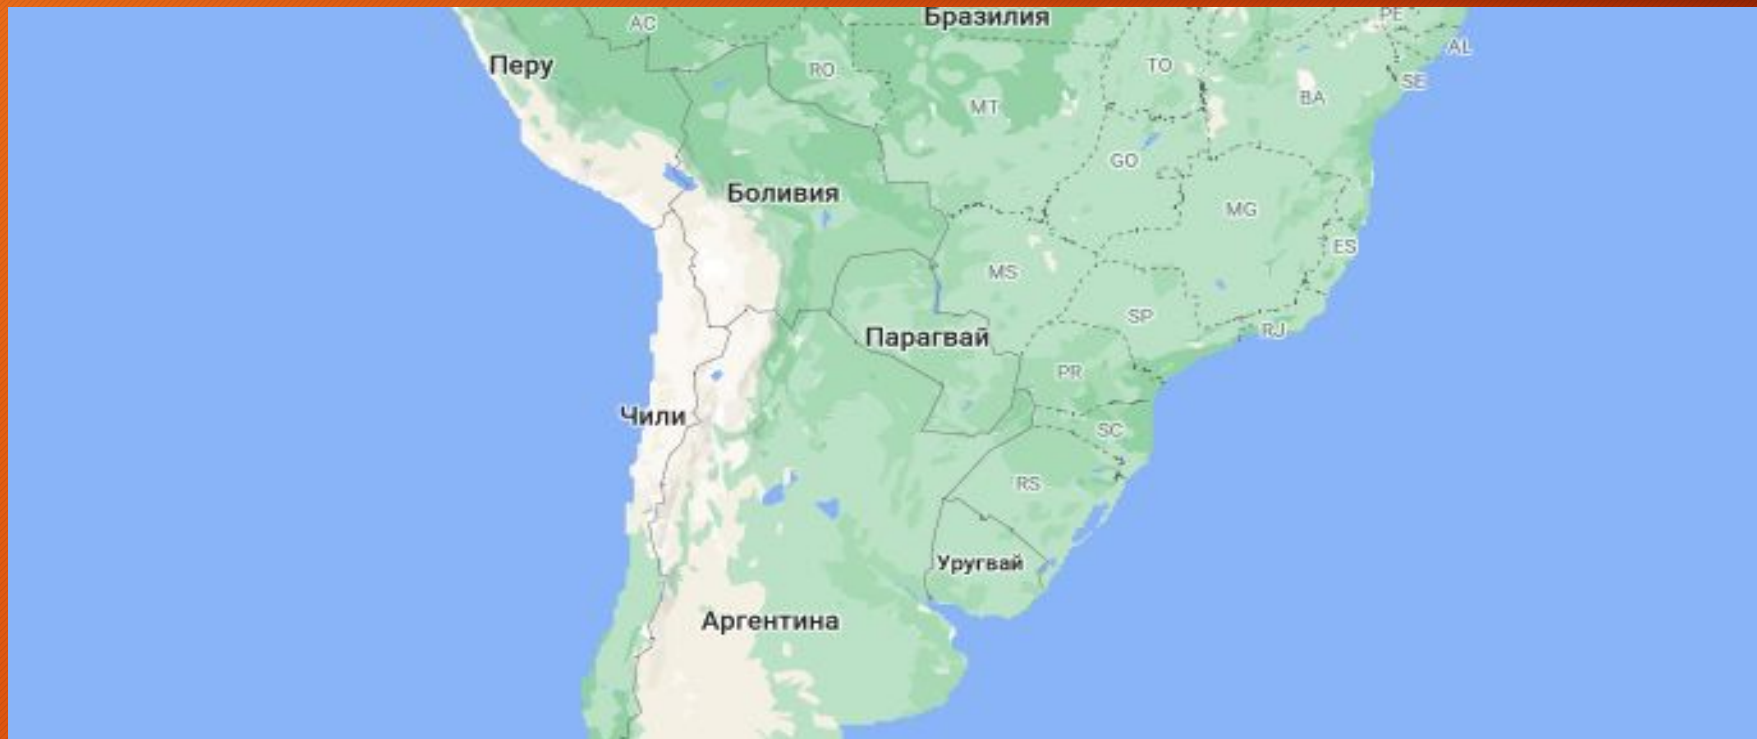 Бразилия
PE
AC
AL
Перу
RO
TO
SE
MT
BA
GO
Боливия
MG
ES
MS
SP
RJ
Парагвай
PR
Чили
SC
RS
Уругвай
Аргентина